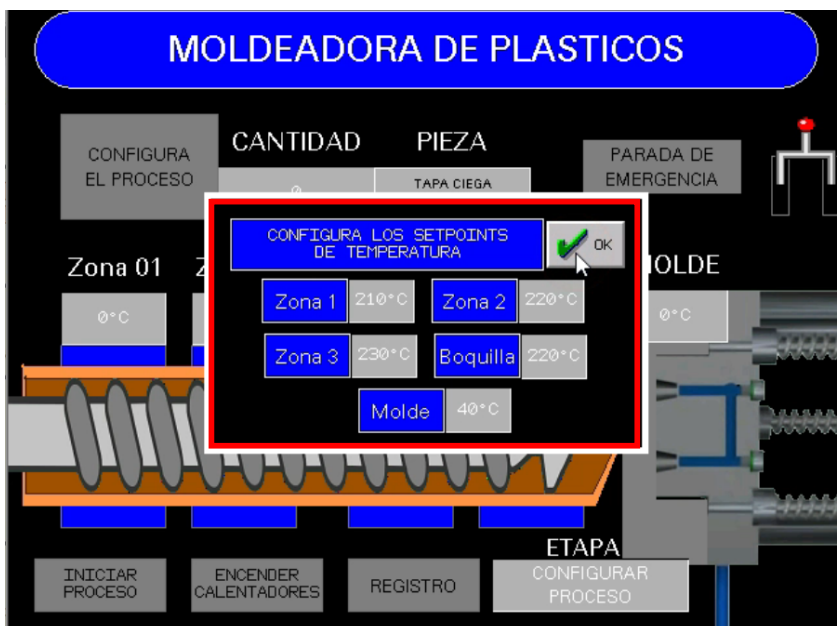 MOLDEADORA DE PLASTICOS
CONFIGURA
EL PROCESO
CANTIDAD
PIEZA
0
TAPA CIEGA
PARADA DE
EMERGENCIA
CONFIGURA LOS SETPOINTS
DE TEMPERATURA
OK
Zona 1
210°C
Zona 2
220°C
Zona 3
230°C
Boquilla
220°C
Molde
40°C
Zona 01
0°C
OLDE
0°C
ETAPA
INICIAR
PROCESO
ENCENDER
CALENTADORES
REGISTRO
CONFIGURAR
PROCESO